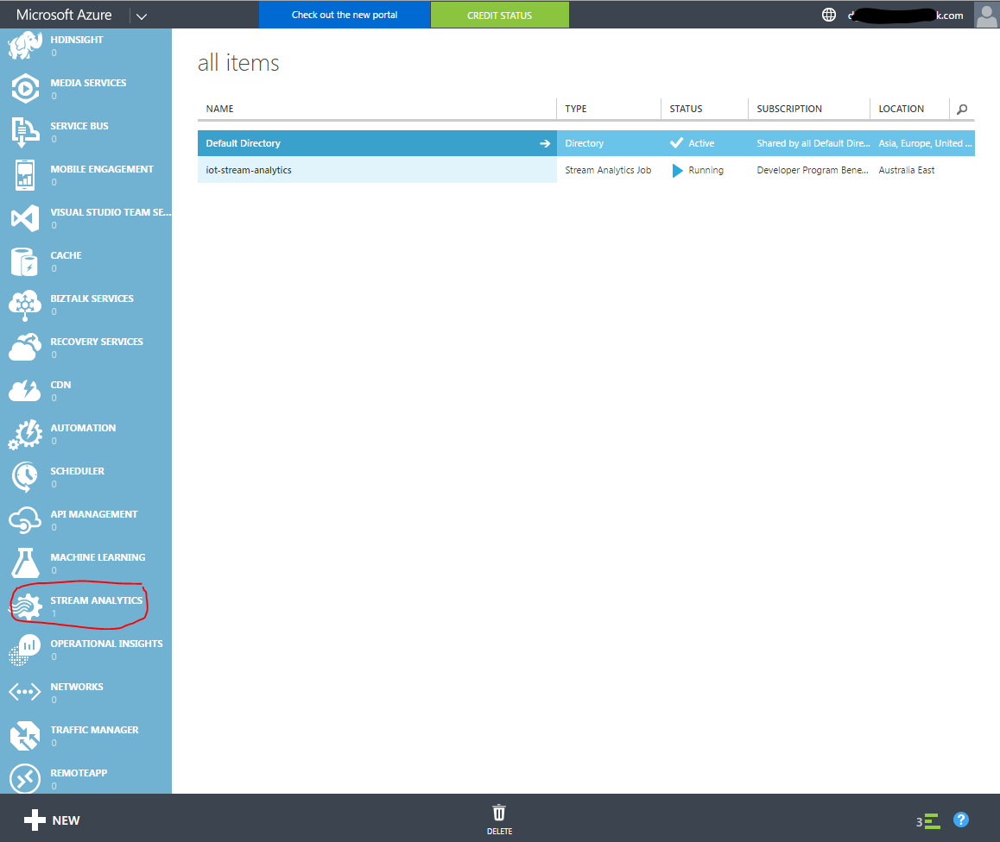 Microsoft Azure
Check out the new portal
CREDIT STATUS
k.com
HDINSIGHT
0
MEDIA SERVICES
0
SERVICE BUS
0
MOBILE ENGAGEMENT
0
VISUAL STUDIO TEAM SE...
0
CACHE
0
BIZTALK SERVICES
0
RECOVERY SERVICES
0
CDN
0
AUTOMATION
0
SCHEDULER
0
API MANAGEMENT
0
MACHINE LEARNING
0
STREAM ANALYTICS
1
OPERATIONAL INSIGHTS
0
NETWORKS
0
TRAFFIC MANAGER
0
REMOTEAPP
0
all items
NAME TYPE STATUS SUBSCRIPTION LOCATION
Default Directory Directory Active Shared by all Default Dire... Asia, Europe, United ...
iot-stream-analytics Stream Analytics Job Running Developer Program Bene... Australia East
NEW
DELETE
3
?